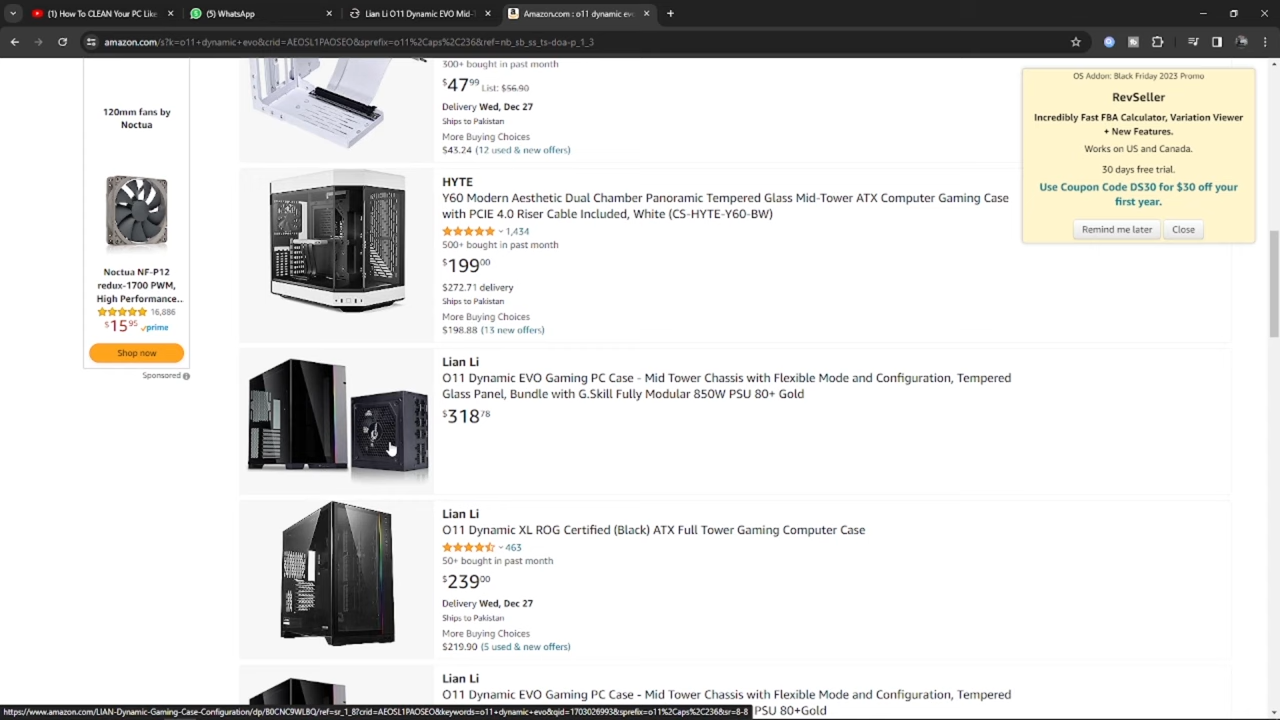 (1) How To CLEAN Your PC Like
(5) WhatsApp
Lian Li O11 Dynamic EVO Mid-
Amazon.com : o11 dynamic ev
amazon.com/s?k=o11+dynamic+evo&crid=AEOSL1PAOSEO&sprefix=o11%2Caps%2C236&ref=nb_sb_ss_ts-doa-p_1_3
120mm fans by
Noctua
Noctua NF-P12
redux-1700 PWM,
High Performance..
16,886
$15 95 prime
Shop now
Sponsored
300+ bought in past month
$47 99 List: $56.90
Delivery Wed, Dec 27
Ships to Pakistan
More Buying Choices
$43.24 (12 used & new offers)
HYTE
Y60 Modern Aesthetic Dual Chamber Panoramic Tempered Glass Mid-Tower ATX Computer Gaming Case
with PCIE 4.0 Riser Cable Included, White (CS-HYTE-Y60-BW)
1,434
500+ bought in past month
$199 00
$272.71 delivery
Ships to Pakistan
More Buying Choices
$198.88 (13 new offers)
Lian Li
O11 Dynamic EVO Gaming PC Case - Mid Tower Chassis with Flexible Mode and Configuration, Tempered
Glass Panel, Bundle with G.Skill Fully Modular 850W PSU 80+ Gold
$318 78
Lian Li
O11 Dynamic XL ROG Certified (Black) ATX Full Tower Gaming Computer Case
463
50+ bought in past month
$239 00
Delivery Wed, Dec 27
Ships to Pakistan
More Buying Choices
$219.90 (5 used & new offers)
Lian Li
O11 Dynamic EVO Gaming PC Case - Mid Tower Chassis with Flexible Mode and Configuration, Tempered
PSU 80+Gold
OS Addon: Black Friday 2023 Promo
RevSeller
Incredibly Fast FBA Calculator, Variation Viewer
+ New Features.
Works on US and Canada.
30 days free trial.
Use Coupon Code DS30 for $30 off your
first year.
Remind me later
Close
https://www.amazon.com/LIAN-Dynamic-Gaming-Case-Configuration/dp/B0CNC9WLBQ/ref=sr_1_8?crid=AEOSL1PAOSEO&keywords=o11+dynamic+evo&qid=1703026993&sprefix=o11%2Caps%2C236&sr=8-8